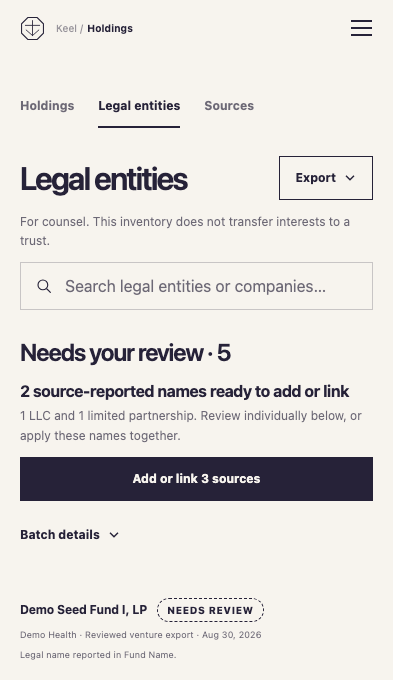 Keel / Holdings
Holdings Legal entities Sources
Legal entities
Export
For counsel. This inventory does not transfer interests to a
trust.
Search legal entities or companies...
Needs your review · 5
2 source-reported names ready to add or link
1 LLC and 1 limited partnership. Review individually below, or
apply these names together.
Add or link 3 sources
Batch details
Demo Seed Fund I, LP NEEDS REVIEW
Demo Health · Reviewed venture export · Aug 30, 2026
Legal name reported in Fund Name.